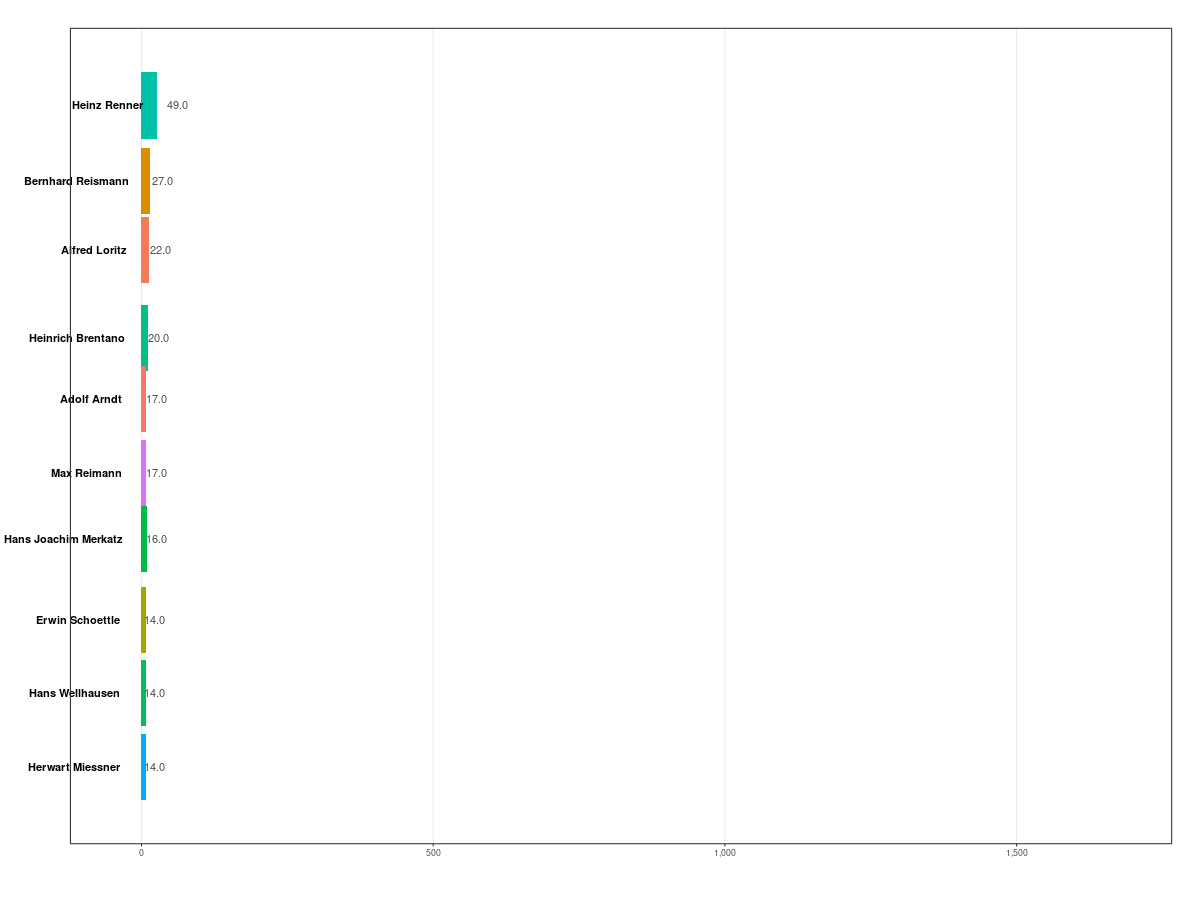 Heinz Renner 49.0
Bernhard Reismann 27.0
Alfred Loritz 22.0
Heinrich Brentano 20.0
Adolf Arndt 17.0
Max Reimann 17.0
Hans Joachim Merkatz 16.0
Erwin Schoettle 14.0
Hans Wellhausen 14.0
Herwart Miessner 14.0
0 500 1,000 1,500